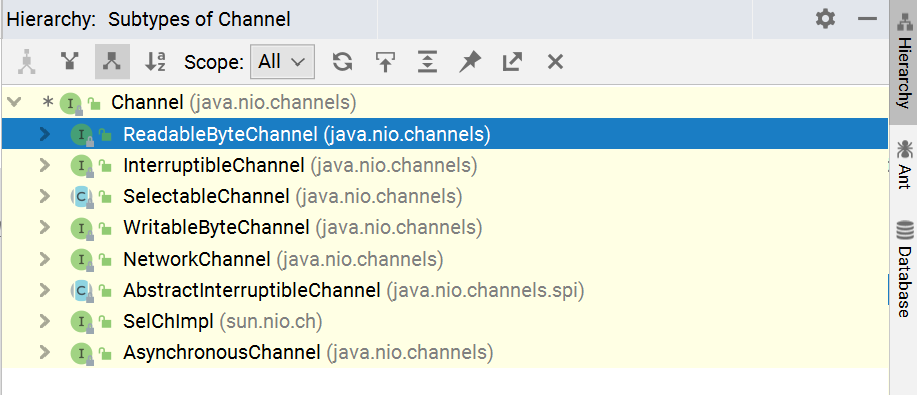 Hierarchy: Subtypes of Channel
Scope: All
* Channel (java.nio.channels)
ReadableByteChannel (java.nio.channels)
InterruptibleChannel (java.nio.channels)
SelectableChannel (java.nio.channels)
WritableByteChannel (java.nio.channels)
NetworkChannel (java.nio.channels)
AbstractInterruptibleChannel (java.nio.channels.spi)
SelChImpl (sun.nio.ch)
AsynchronousChannel (java.nio.channels)
Hierarchy
Ant
Database